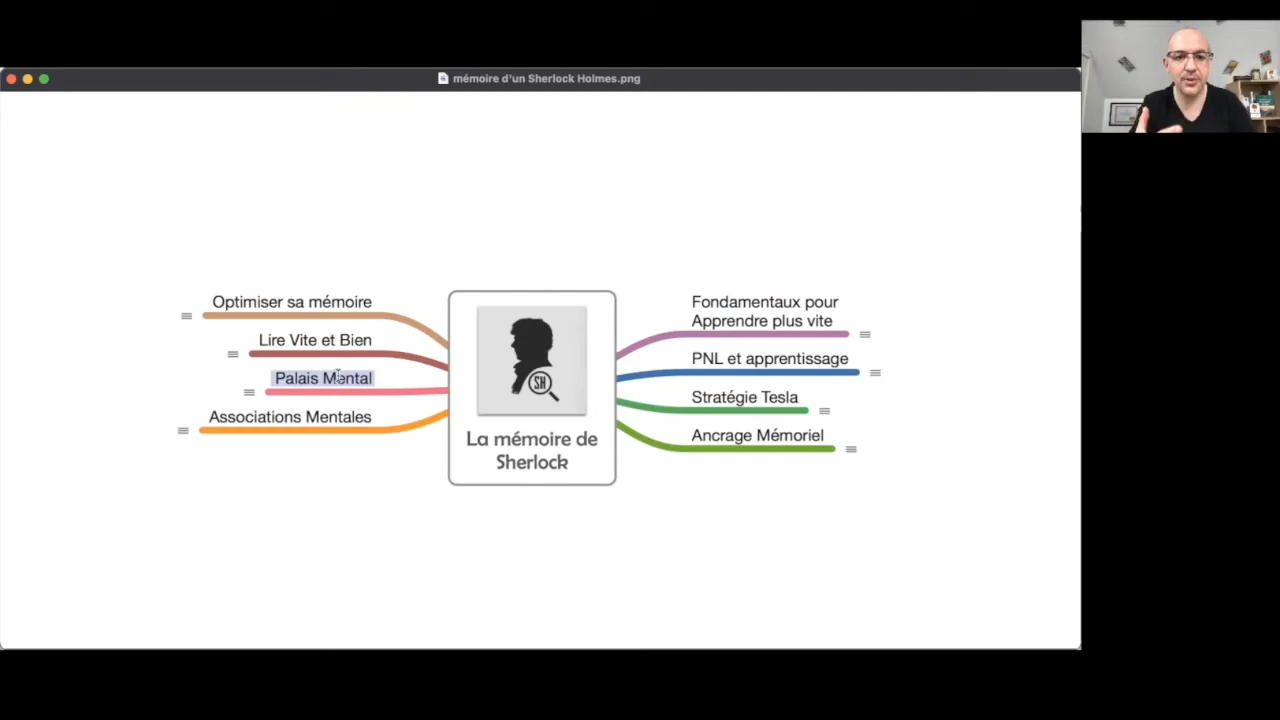 mémoire d'un Sherlock Holmes.png
Optimiser sa mémoire
Lire Vite et Bien
Palais Mental
Associations Mentales
SH
La mémoire de
Sherlock
Fondamentaux pour
Apprendre plus vite
PNL et apprentissage
Stratégie Tesla
Ancrage Mémoriel